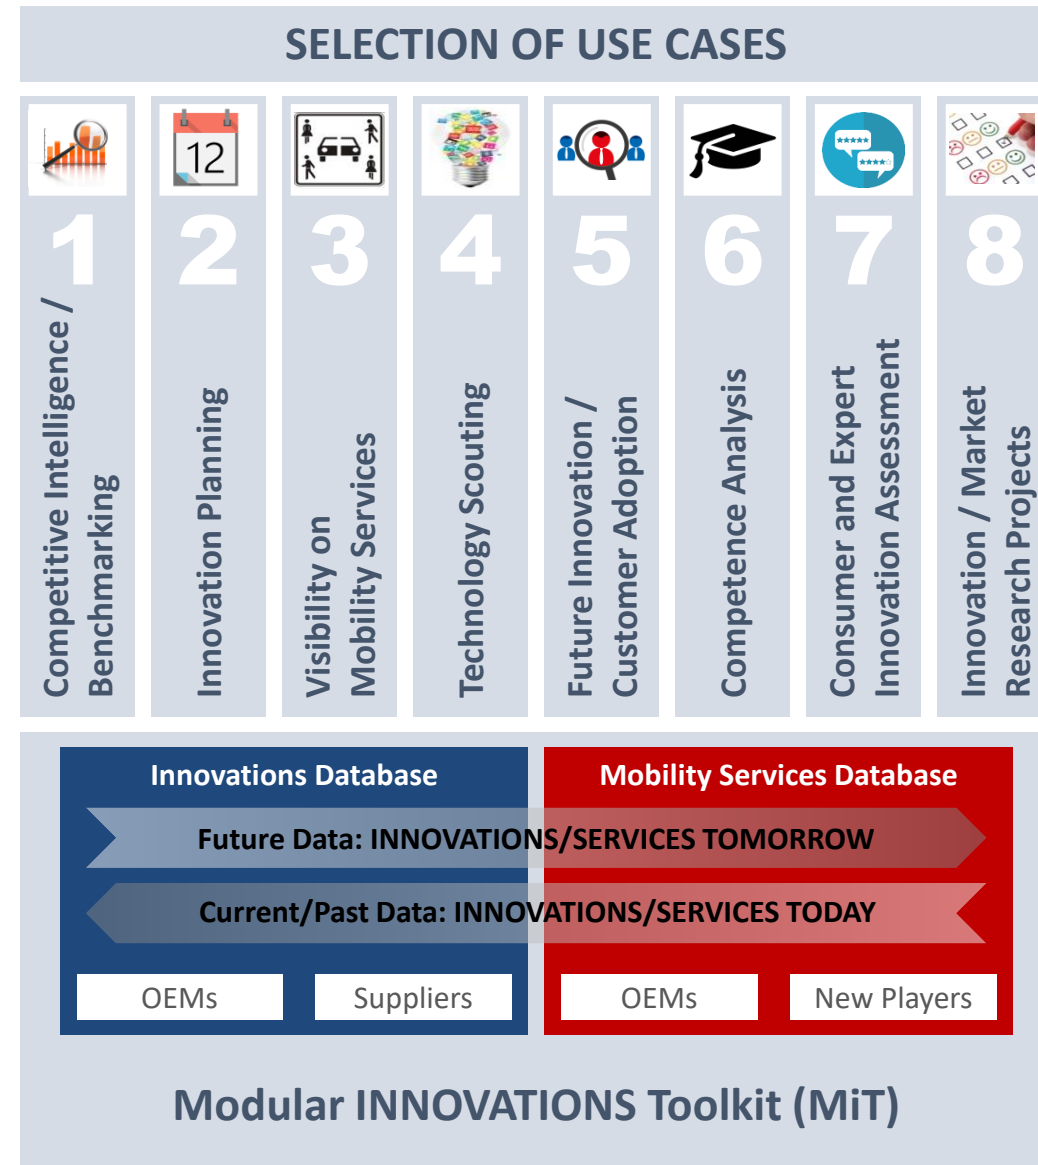 SELECTION OF USE CASES
12
1
Competitive Intelligence /
Benchmarking
2
Innovation Planning
3
Visibility on
Mobility Services
4
Technology Scouting
5
Future Innovation /
Customer Adoption
6
Competence Analysis
7
Consumer and Expert
Innovation Assessment
8
Innovation / Market
Research Projects
Innovations Database
Mobility Services Database
Future Data: INNOVATIONS/SERVICES TOMORROW
Current/Past Data: INNOVATIONS/SERVICES TODAY
OEMs
Suppliers
OEMs
New Players
Modular INNOVATIONS Toolkit (MiT)